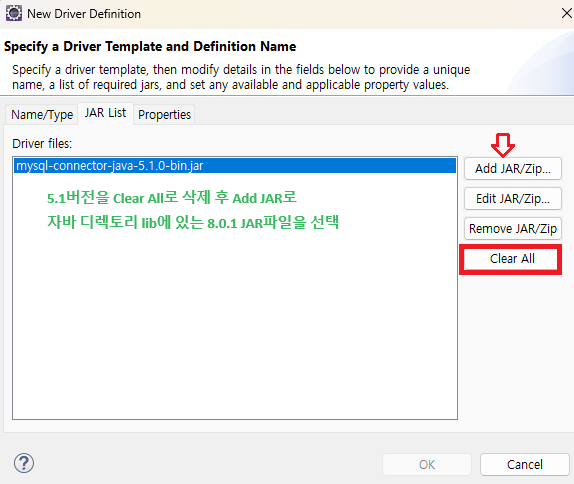 New Driver Definition
Specify a Driver Template and Definition Name
Specify a driver template, then modify details in the fields below to provide a unique
name, a list of required jars, and set any available and applicable property values.
Name/Type JAR List Properties
Driver files:
mysql-connector-java-5.1.0-bin.jar
Add JAR/Zip...
5.1버전을 Clear All로 삭제 후 Add JAR로
Edit JAR/Zip...
자바 디렉토리 lib에 있는 8.0.1 JAR파일을 선택
Remove JAR/Zip
Clear All
?
OK
Cancel